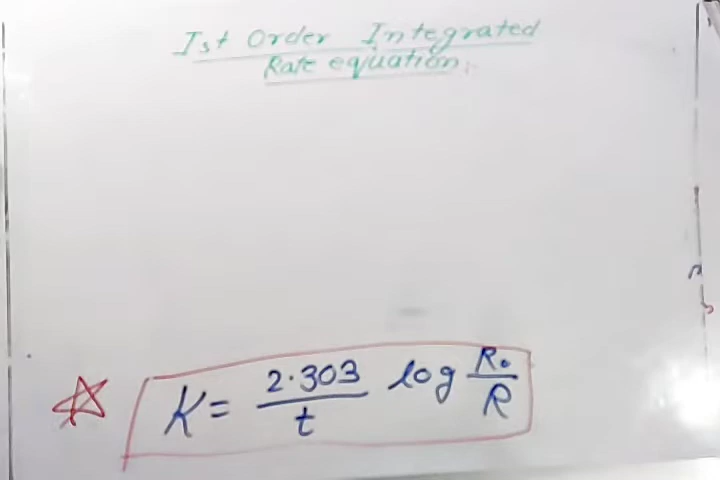 Ist Order Integrated
Rate equation.
K = 2.303/t log R₀/R